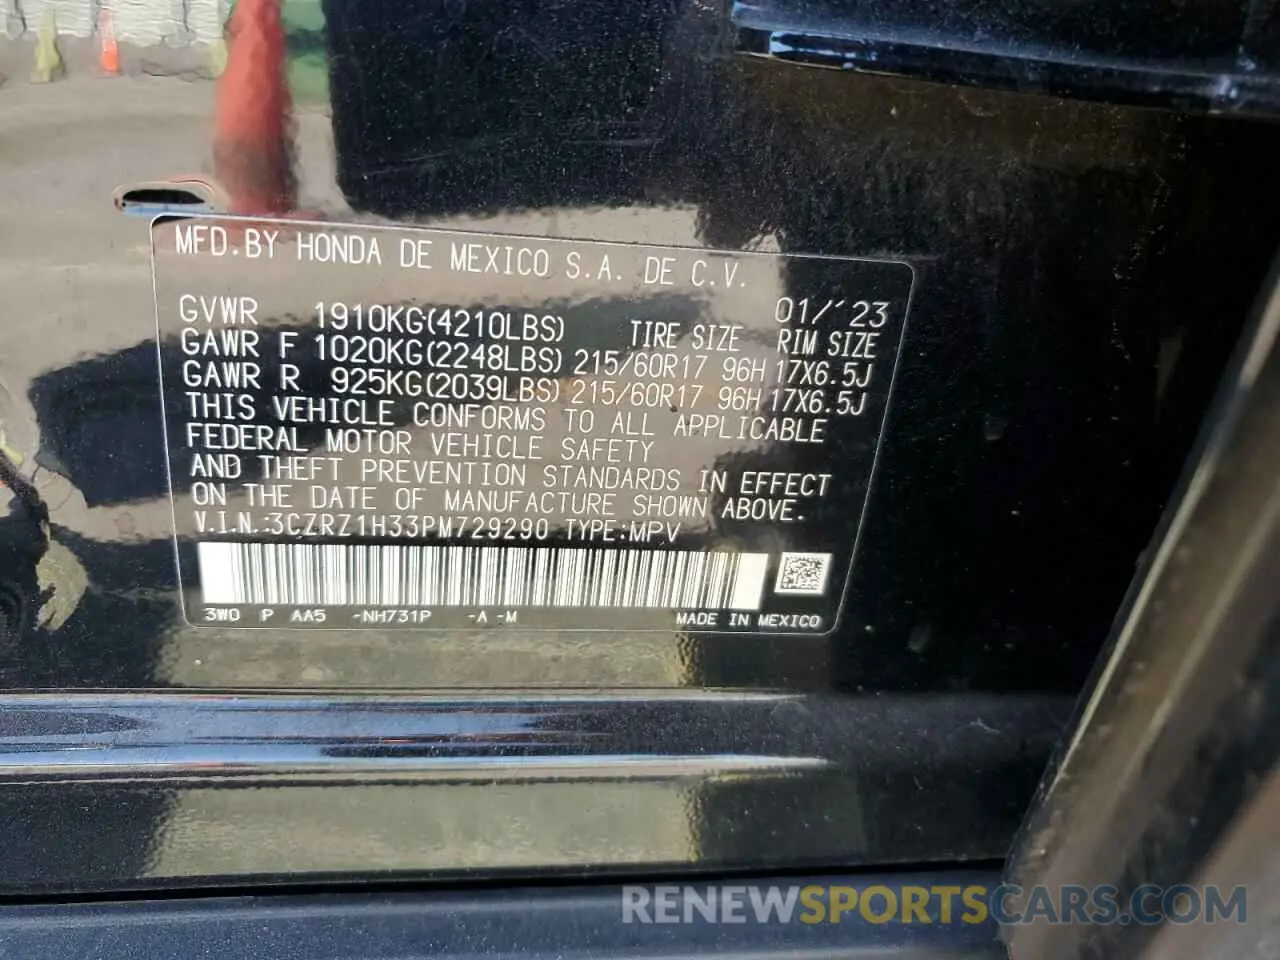 MFD.BY HONDA DE MEXICO S.A. DE C.V.
01/'23
GVWR 1910KG(4210LBS) TIRE SIZE RIM SIZE
GAWR F 1020KG(2248LBS) 215/60R17 96H 17X6.5J
GAWR R 925KG(2039LBS) 215/60R17 96H 17X6.5J
THIS VEHICLE CONFORMS TO ALL APPLICABLE
FEDERAL MOTOR VEHICLE SAFETY
AND THEFT PREVENTION STANDARDS IN EFFECT
ON THE DATE OF MANUFACTURE SHOWN ABOVE.
V.I.N.:3CZRZ1H33PM729290 TYPE:MPV
3W0 P AA5 -NH731P -A -M MADE IN MEXICO
RENEWSPORTSCARS.COM